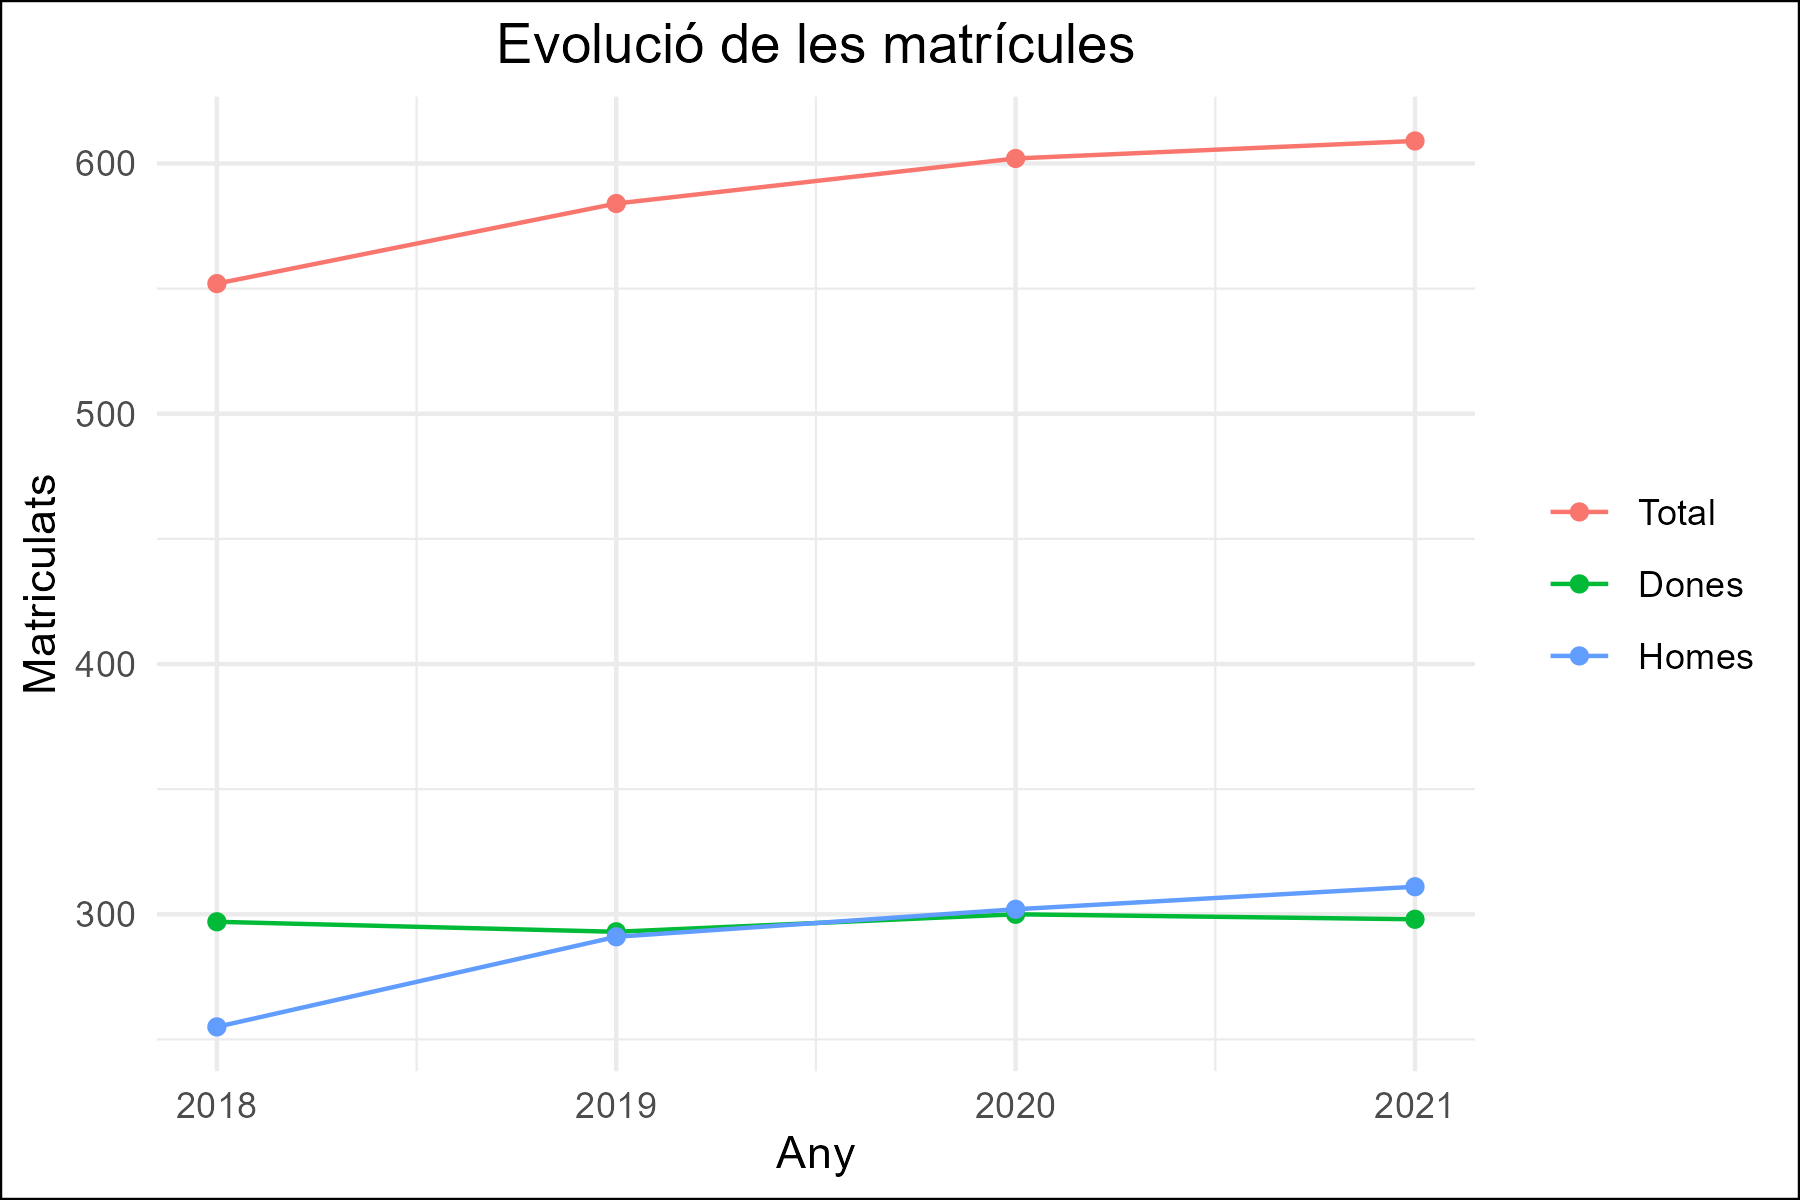 Evolució de les matrícules
Matriculats
600
500
400
300
2018
2019
2020
2021
Any
Total
Dones
Homes